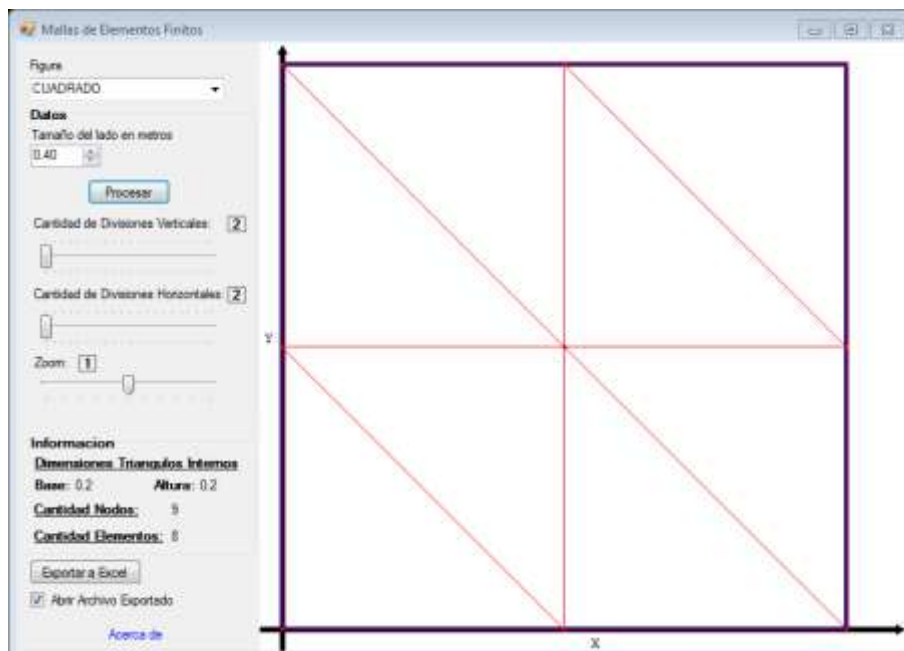 Mallas de Elementos Finitos
Figura
CUADRADO
Datos
Tamaño del lado en metros
0.40
Procesar
Cantidad de Divisiones Verticales: 2
Cantidad de Divisiones Horizontales 2
Zoom: 1
Informacion
Dimensiones Triangulos Internos
Base: 0.2 Altura: 0.2
Cantidad Nodos: 9
Cantidad Elementos: 8
Exportar a Excel
Abrir Archivo Exportado
Acerca de
Y
X